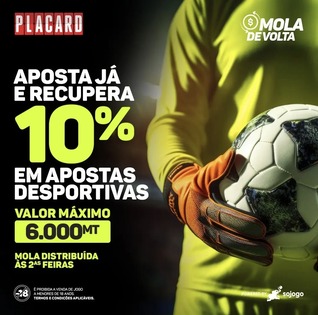 PLACARD
MOLA
DE VOLTA
APOSTA JÁ
E RECUPERA
10%
EM APOSTAS
DESPORTIVAS
VALOR MÁXIMO
6.000MT
MOLA DISTRIBUÍDA
ÀS 2AS FEIRAS
-18
É PROIBIDA A VENDA DE JOGO
A MENORES DE 18 ANOS.
TERMOS E CONDIÇÕES APLICÁVEIS.
sojogo